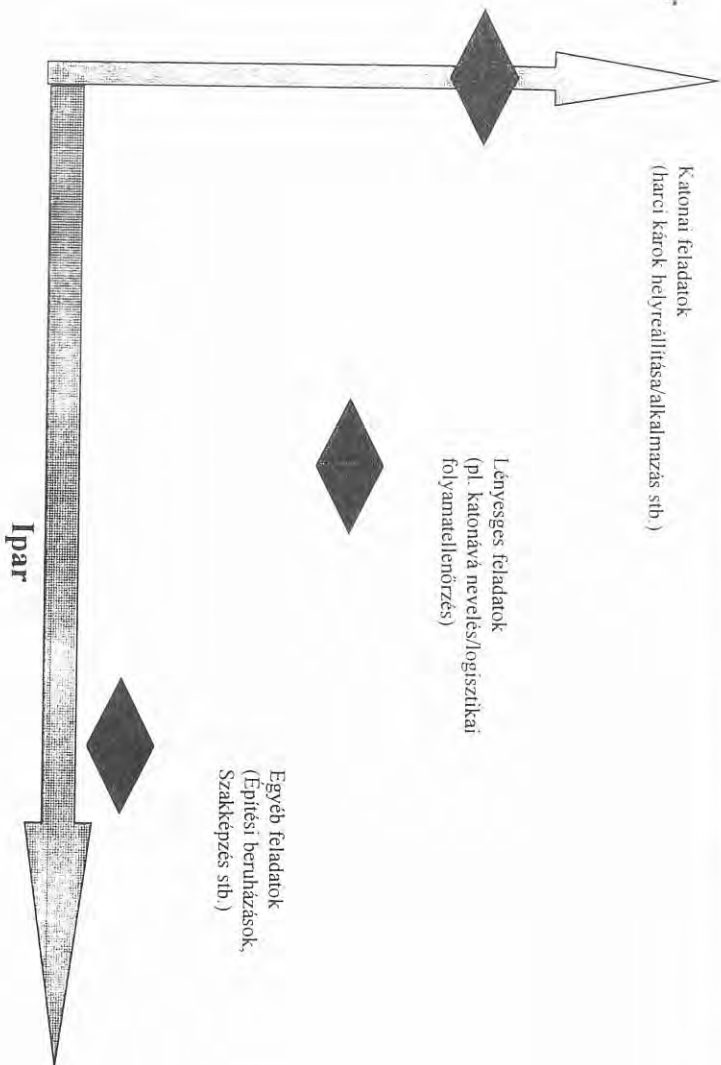 Katonai feladatok
(harci károk helyreállítása/alkalmazás stb.)
Lényesges feladatok
(pl. katonává nevelés/logisztikai
folyamatellenőrzés)
Egyéb feladatok
(Építési beruházások,
Szakképzés stb.)
Ipar